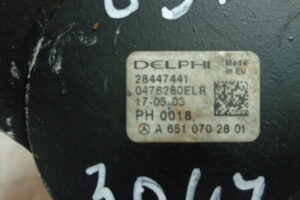 DELPHI
Made
in EU
28447441
0476280ELR
17-05-03
PH 0018
A 651 070 28 01